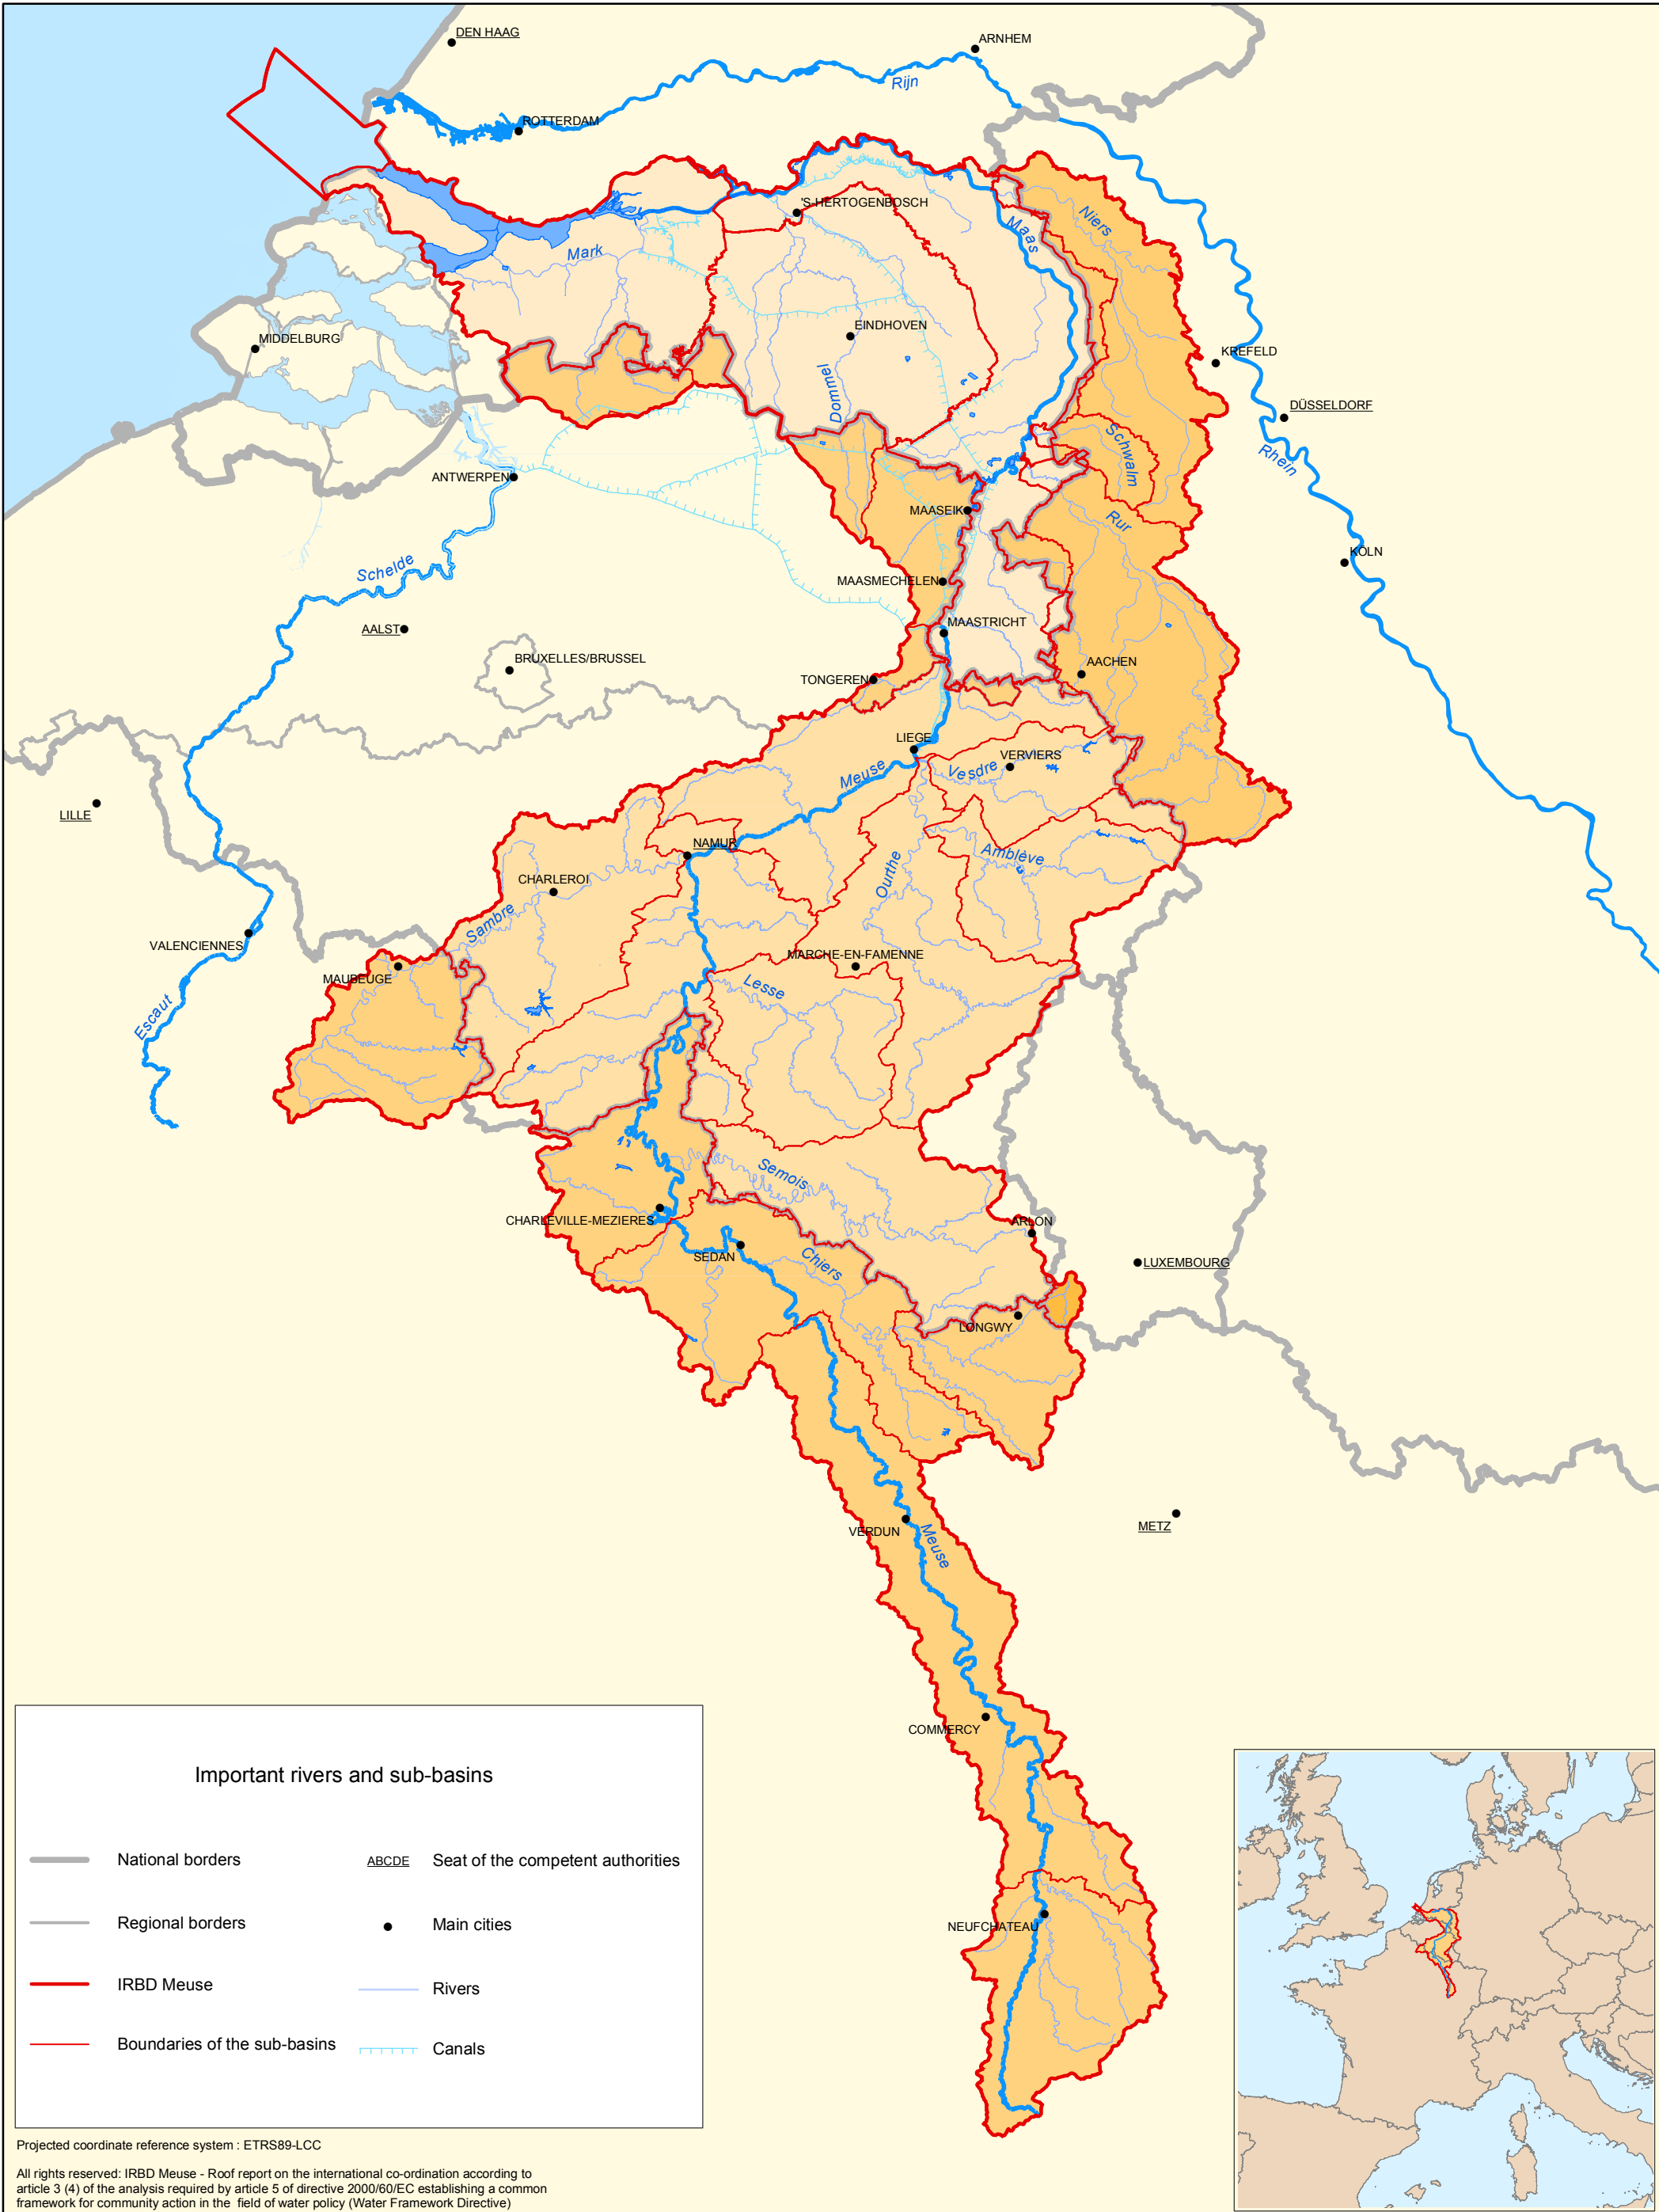 DEN HAAG
ARNHEM
Rijn
ROTTERDAM
'S-HERTOGENBOSCH
Niers
Maas
Mark
EINDHOVEN
MIDDELBURG
KREFELD
Dommel
DÜSSELDORF
Schwalm
Rhein
ANTWERPEN
MAASEIK
Rur
KÖLN
Schelde
MAASMECHELEN
MAASTRICHT
AALST
BRUXELLES/BRUSSEL
AACHEN
TONGEREN
LIEGE
VERVIERS
Vesdre
Meuse
LILLE
NAMUR
Amblève
Ourthe
CHARLEROI
Sambre
VALENCIENNES
MARCHE-EN-FAMENNE
MAUBEUGE
Lesse
Escaut
Semois
CHARLEVILLE-MEZIERES
ARLON
SEDAN
Chiers
LUXEMBOURG
LONGWY
VERDUN
Meuse
METZ
COMMERCY
NEUFCHATEAU
Important rivers and sub-basins
National borders
ABCDE Seat of the competent authorities
Regional borders
Main cities
IRBD Meuse
Rivers
Boundaries of the sub-basins
Canals
Projected coordinate reference system : ETRS89-LCC
All rights reserved: IRBD Meuse - Roof report on the international co-ordination according to
article 3 (4) of the analysis required by article 5 of directive 2000/60/EC establishing a common
framework for community action in the field of water policy (Water Framework Directive)